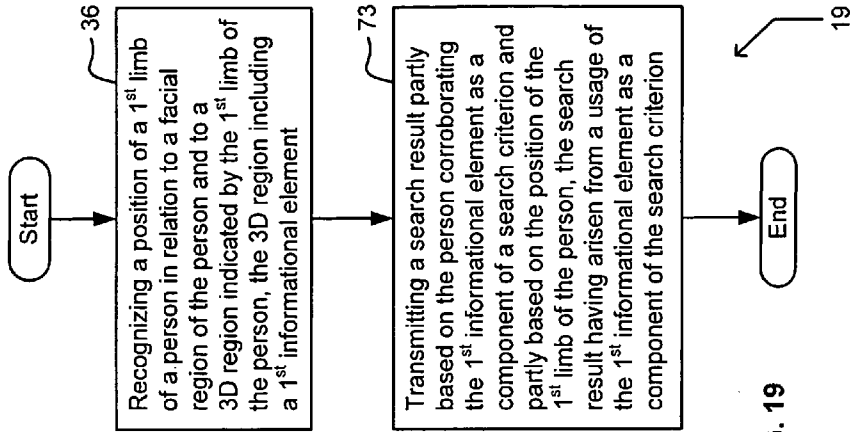 Start
36
Recognizing a position of a 1st limb
of a person in relation to a facial
region of the person and to a
3D region indicated by the 1st limb of
the person, the 3D region including
a 1st informational element
73
Transmitting a search result partly
based on the person corroborating
the 1st informational element as a
component of a search criterion and
partly based on the position of the
1st limb of the person, the search
result having arisen from a usage of
the 1st informational element as a
component of the search criterion
End
19
19